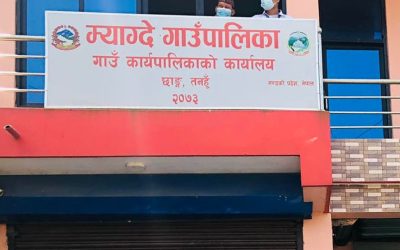 म्याग्दे गाउँपालिका
गाउँ कार्यपालिकाको कार्यालय
छाङ्ग, तनहुँ
गण्डकी प्रदेश, नेपाल
२०७३